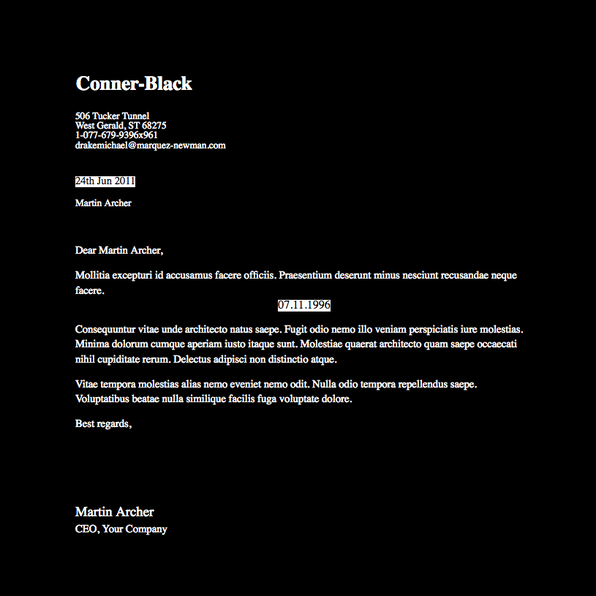 Conner-Black
506 Tucker Tunnel
West Gerald, ST 68275
1-077-679-9396x961
drakemichael@marquez-newman.com
24th Jun 2011
Martin Archer
Dear Martin Archer,
Mollitia excepturi id accusamus facere officiis. Praesentium deserunt minus nesciunt recusandae neque
facere.
07.11.1996
Consequuntur vitae unde architecto natus saepe. Fugit odio nemo illo veniam perspiciatis iure molestias.
Minima dolorum cumque aperiam iusto itaque sunt. Molestiae quaerat architecto quam saepe occaecati
nihil cupiditate rerum. Delectus adipisci non distinctio atque.
Vitae tempora molestias alias nemo eveniet nemo odit. Nulla odio tempora repellendus saepe.
Voluptatibus beatae nulla similique facilis fuga voluptate dolore.
Best regards,
Martin Archer
CEO, Your Company